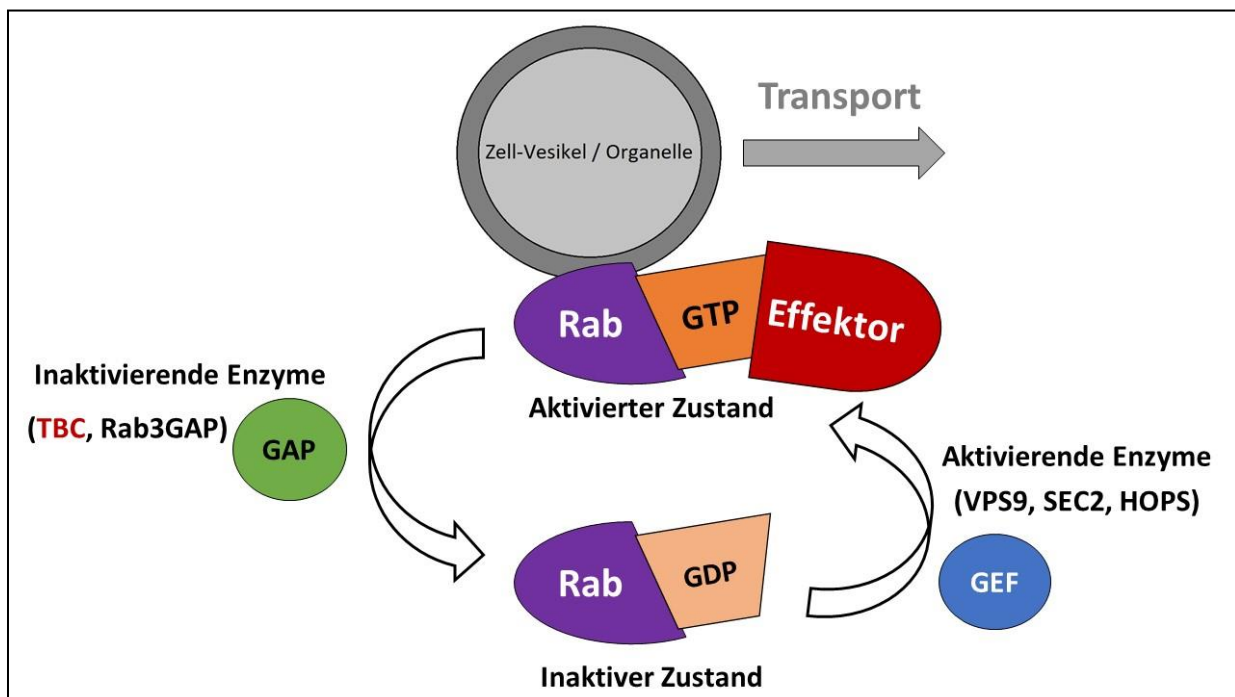 Transport
Zell-Vesikel / Organelle
Rab
GTP
Effektor
Aktivierter Zustand
Inaktivierende Enzyme
(TBC, Rab3GAP)
GAP
Aktivierende Enzyme
(VPS9, SEC2, HOPS)
GEF
Rab
GDP
Inaktiver Zustand